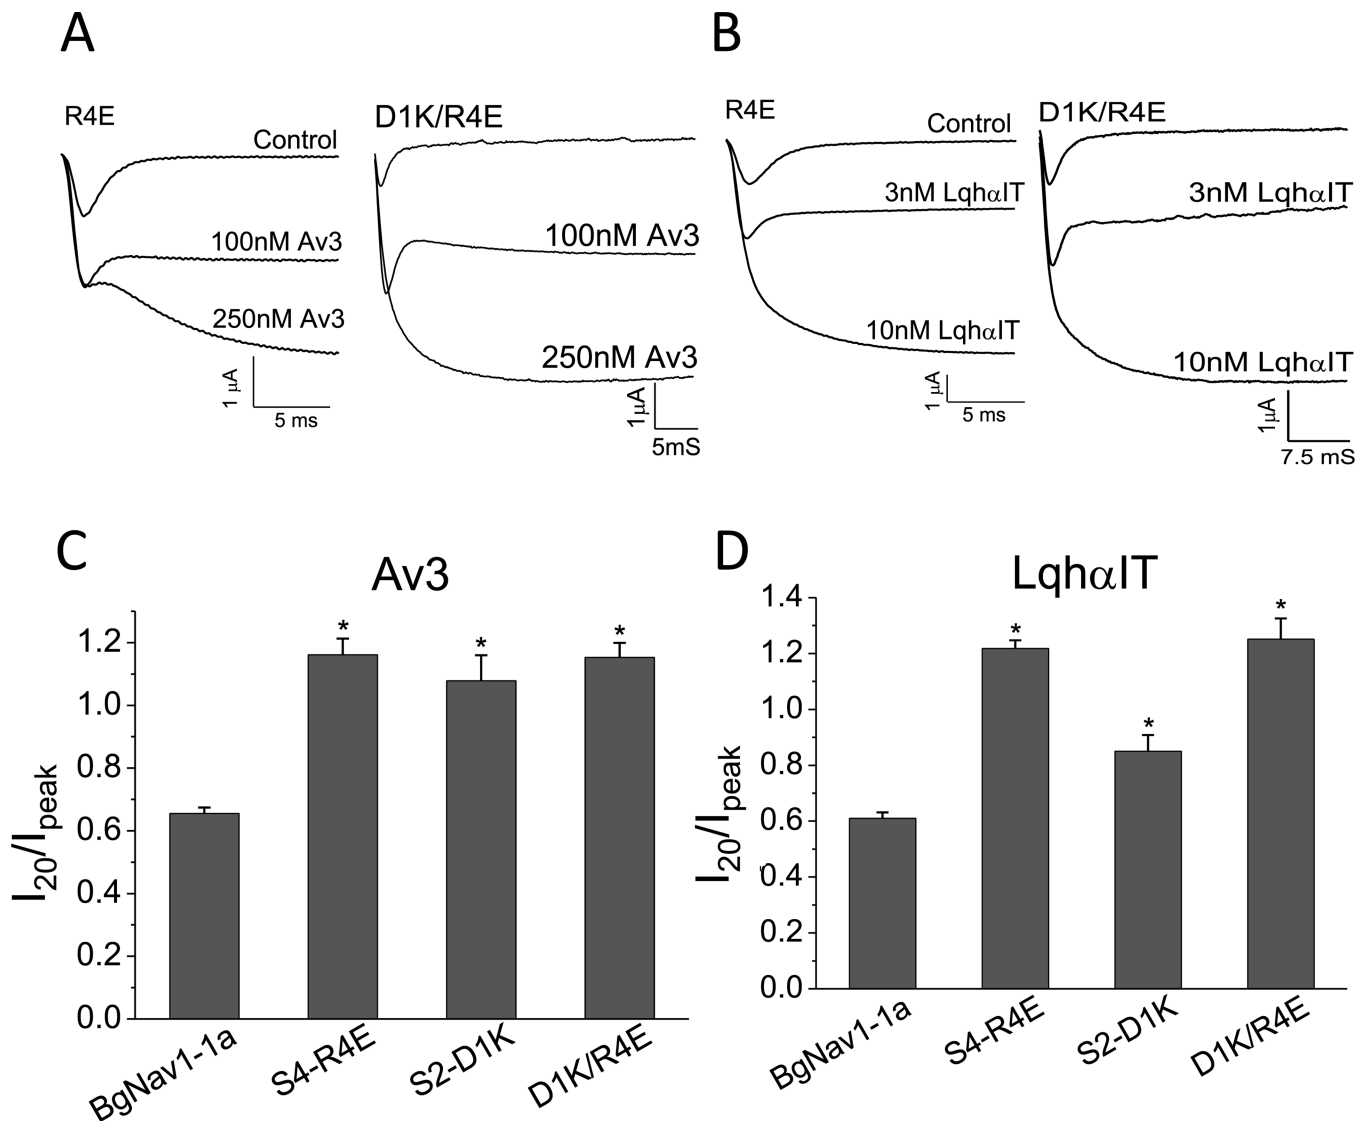 A
R4E
Control
100nM Av3
250nM Av3
1 µA
5 ms
D1K/R4E
100nM Av3
250nM Av3
1µA
5mS
B
R4E
Control
3nM LqhαIT
10nM LqhαIT
1 µA
5 ms
D1K/R4E
3nM LqhαIT
10nM LqhαIT
1µA
7.5 mS
C
Av3
I20/Ipeak
1.2
1.0
0.8
0.6
0.4
0.2
0.0
*
*
*
BgNav1-1a
S4-R4E
S2-D1K
D1K/R4E
D
LqhαIT
I20/Ipeak
1.4
1.2
1.0
0.8
0.6
0.4
0.2
0.0
*
*
*
BgNav1-1a
S4-R4E
S2-D1K
D1K/R4E